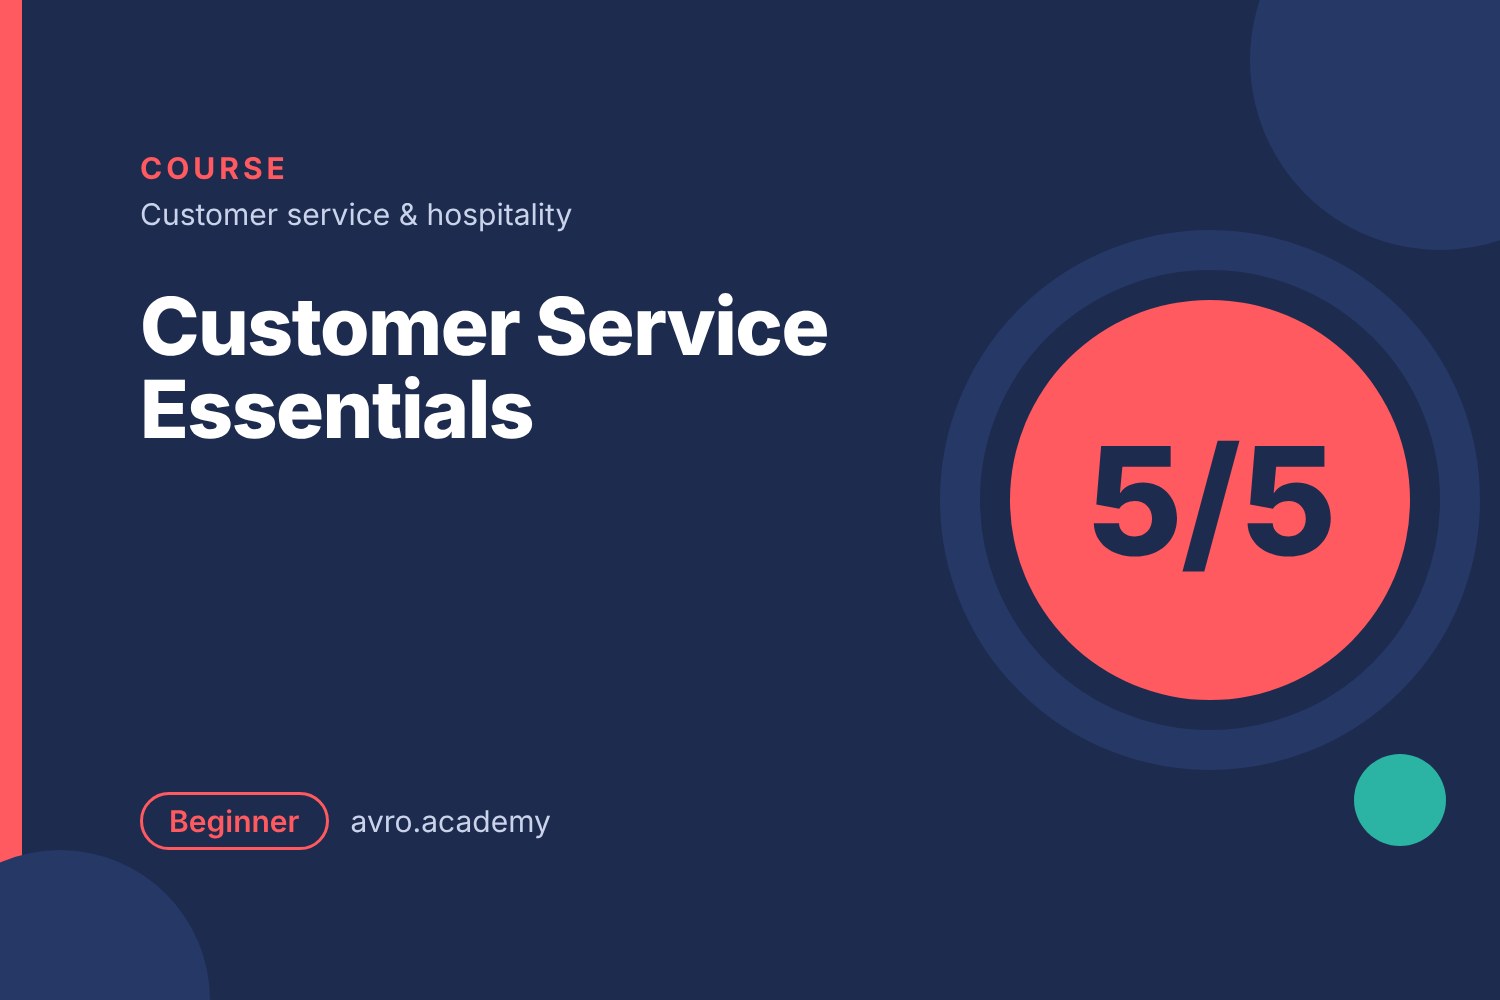 COURSE
Customer service & hospitality
Customer Service
Essentials
5/5
Beginner
avro.academy